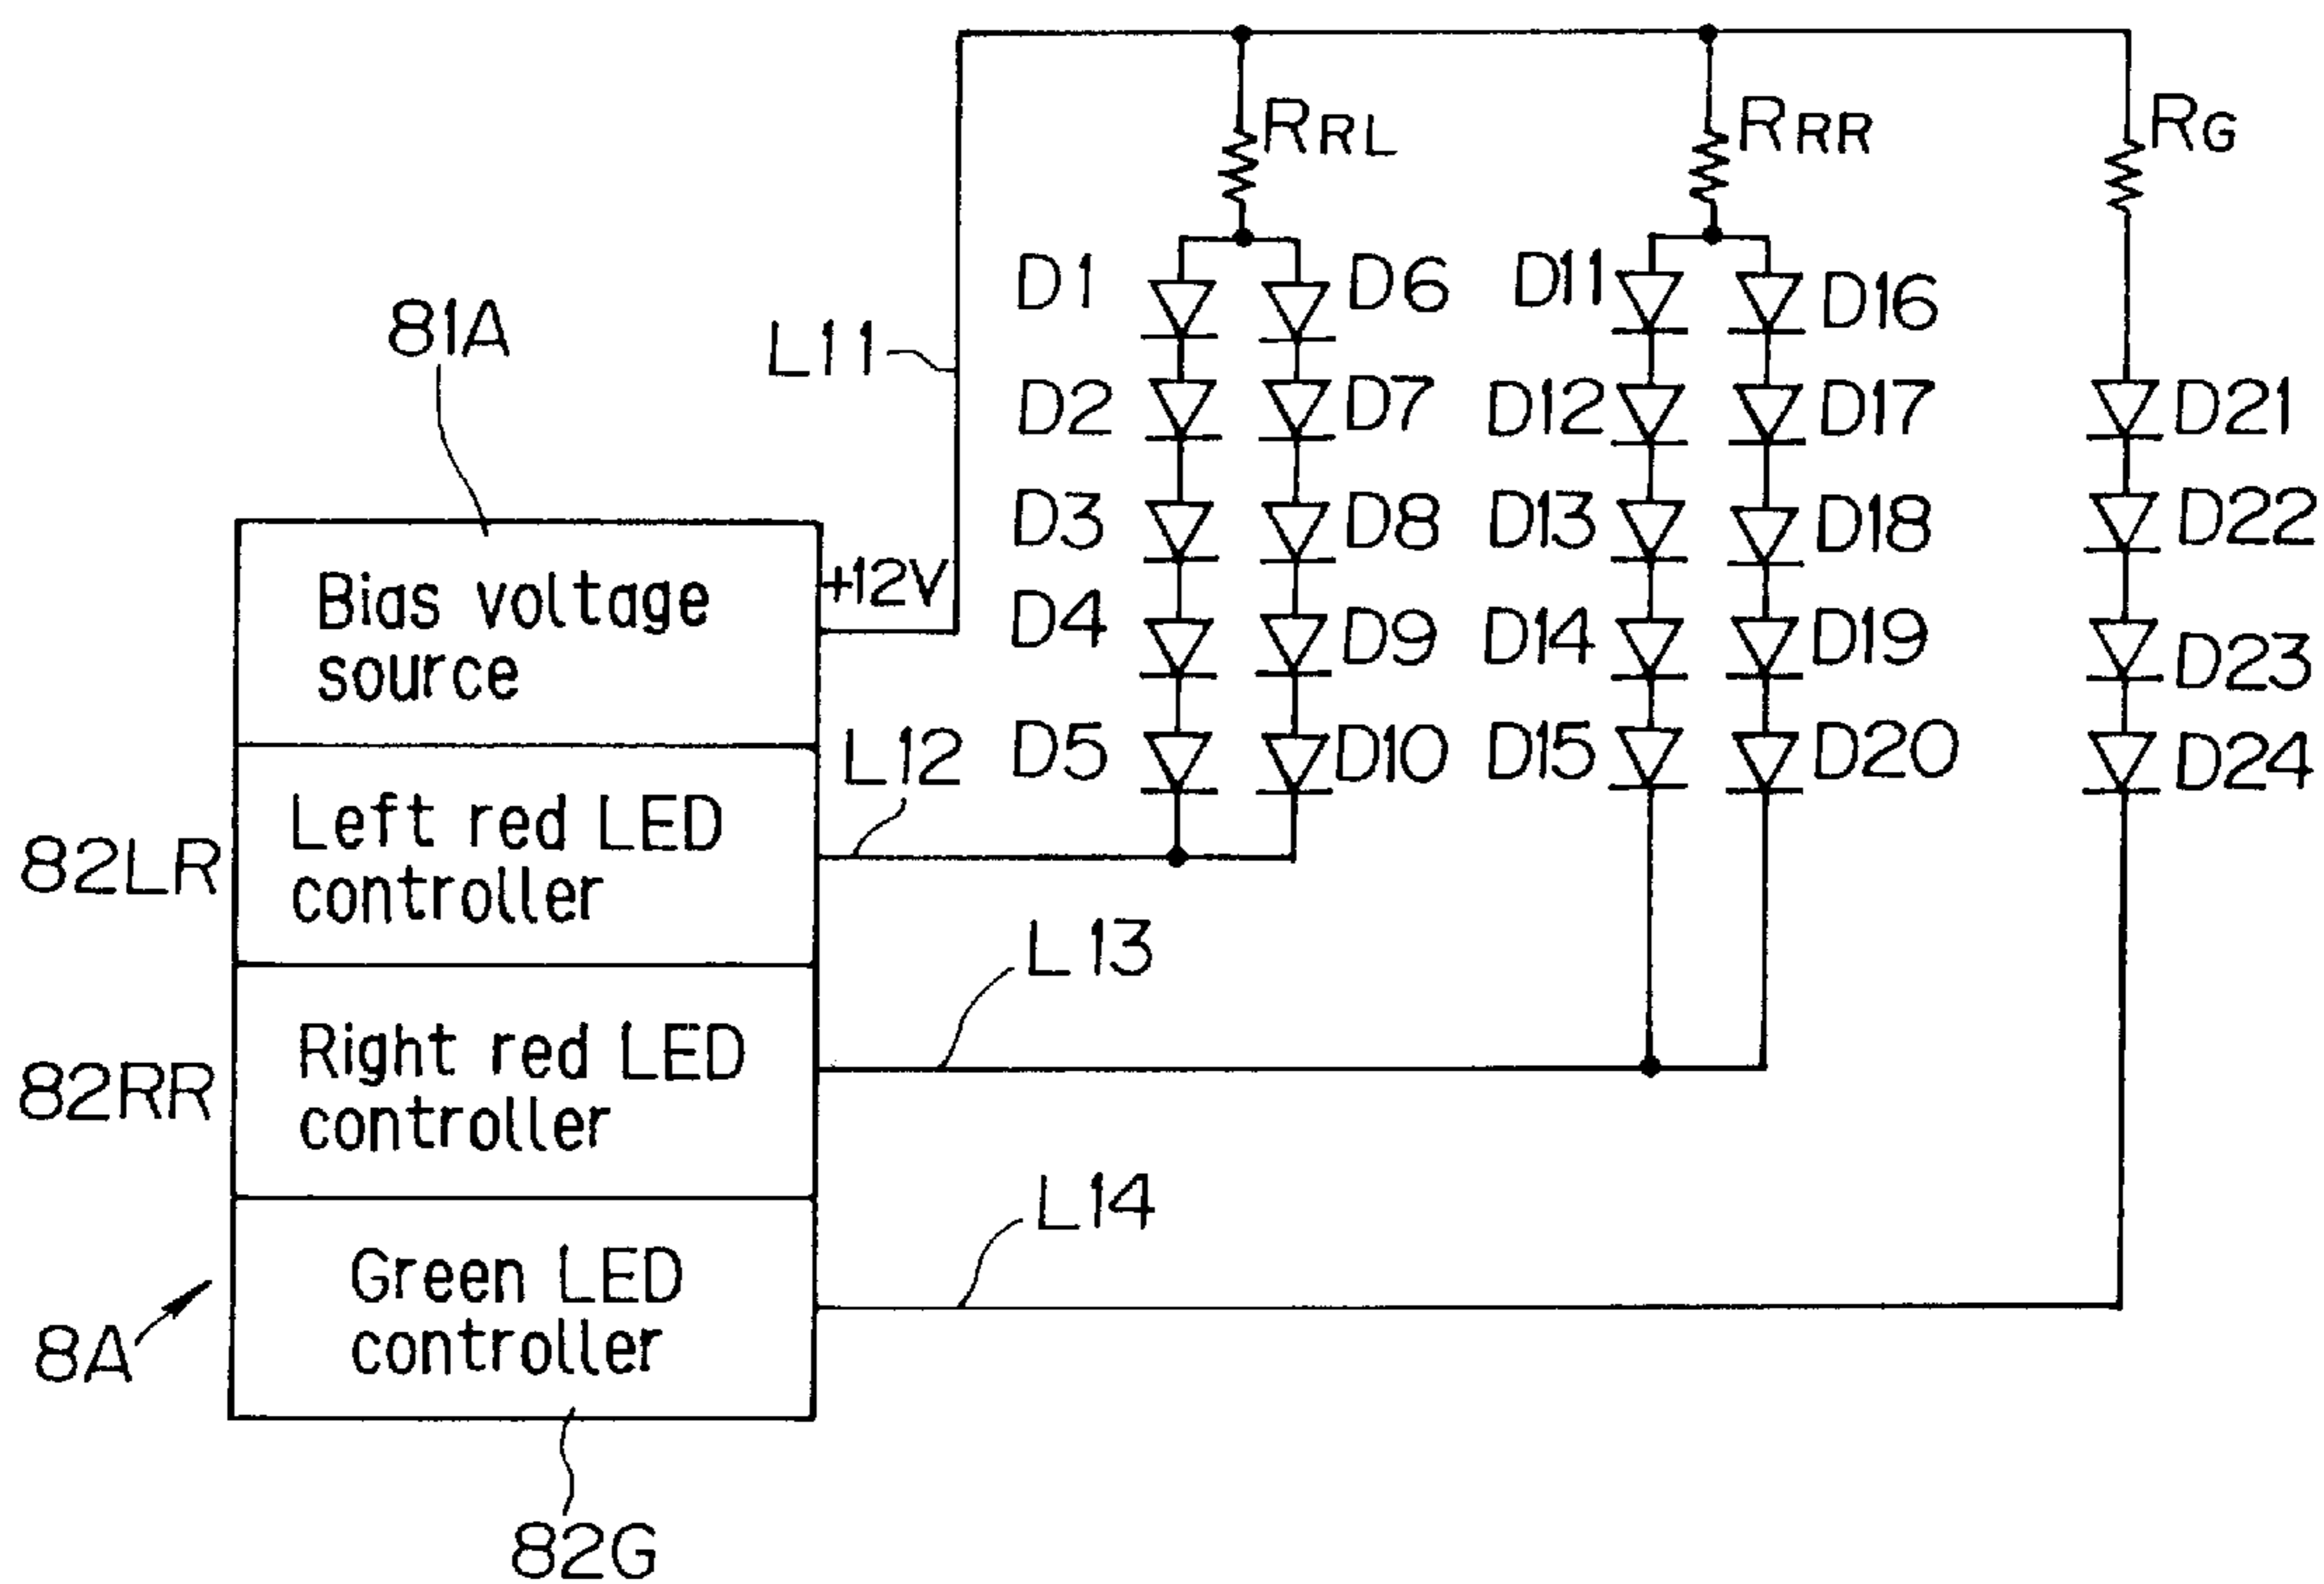 RRL
RRR
RG
D1
D6
D11
D16
81A
L11
D2
D7
D12
D17
D21
D3
D8
D13
D18
D22
+12V
Bias voltage
source
D4
D9
D14
D19
D23
L12
D5
D10
D15
D20
D24
Left red LED
controller
82LR
L13
Right red LED
controller
82RR
L14
Green LED
controller
8A
82G